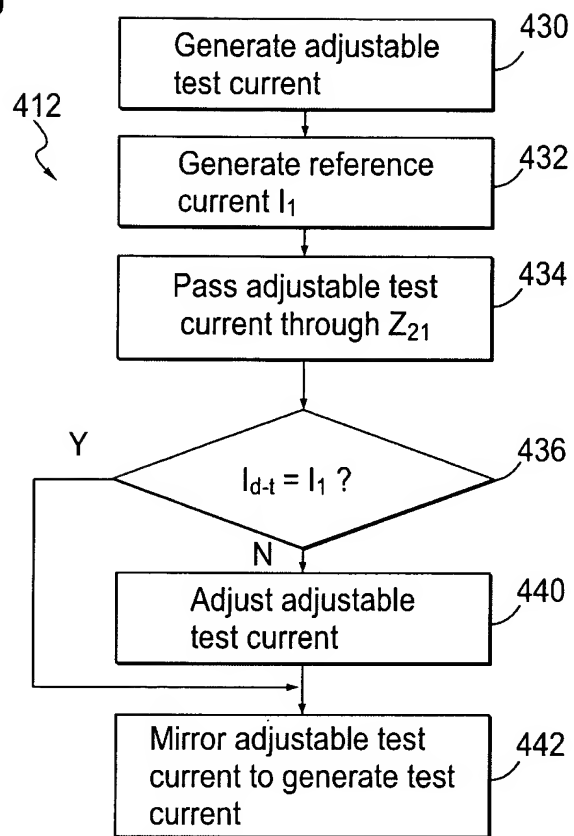 430
Generate adjustable
test current
412
432
Generate reference
current I₁
434
Pass adjustable test
current through Z₂₁
Y
436
I_{d-t} = I₁ ?
N
440
Adjust adjustable
test current
442
Mirror adjustable test
current to generate test
current